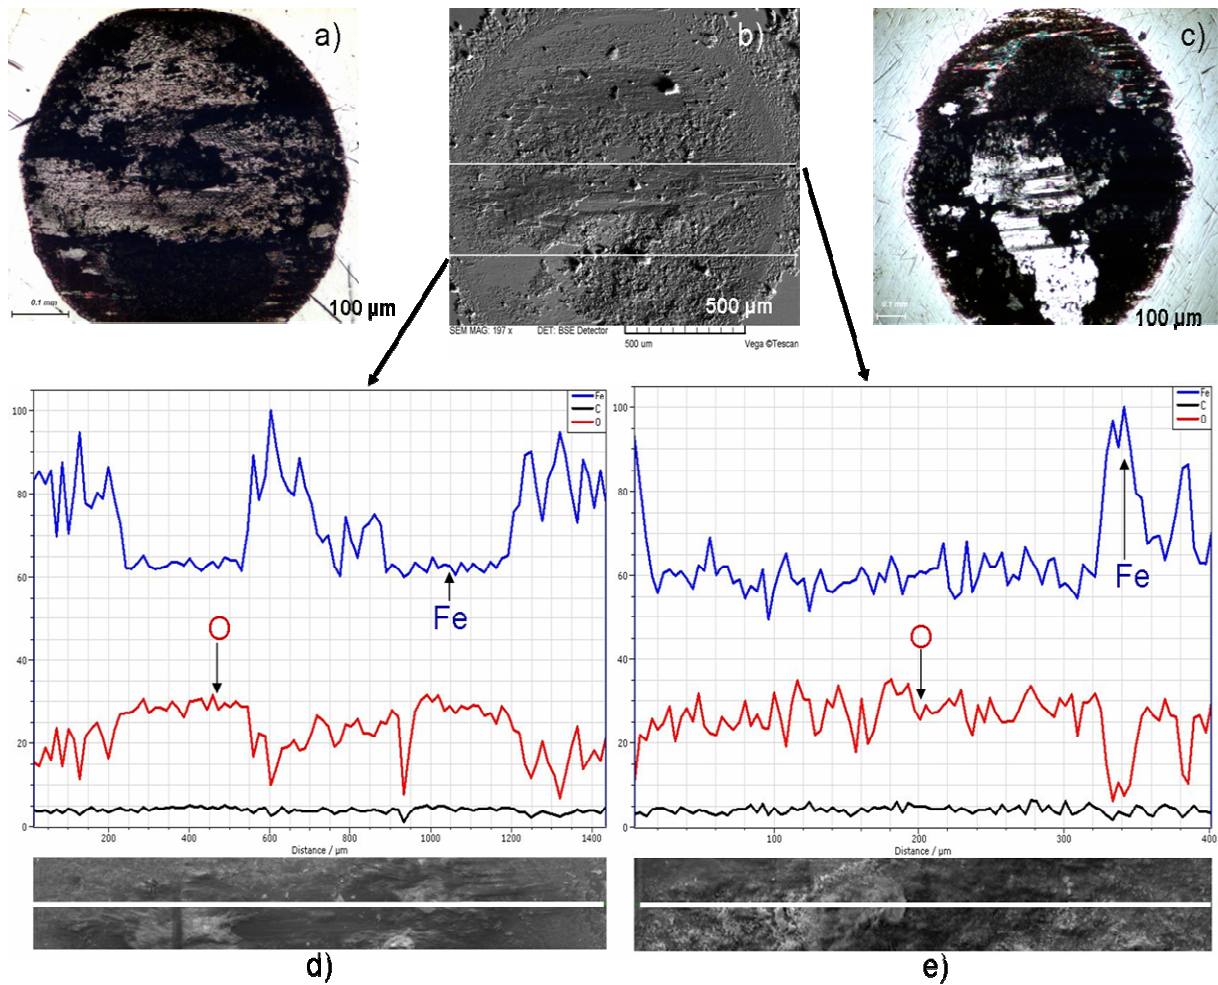 a)
0.1 mm
100 µm
b)
500 µm
SEM MAG: 197 x
DET: BSE Detector
500 um
Vega ©Tescan
c)
0.1 mm
100 µm
100
80
60
40
20
0
200
400
600
800
1000
1200
1400
Distance / µm
Fe
C
O
O
Fe
100
80
60
40
20
0
100
200
300
400
Distance / µm
Fe
C
O
O
Fe
d)
e)